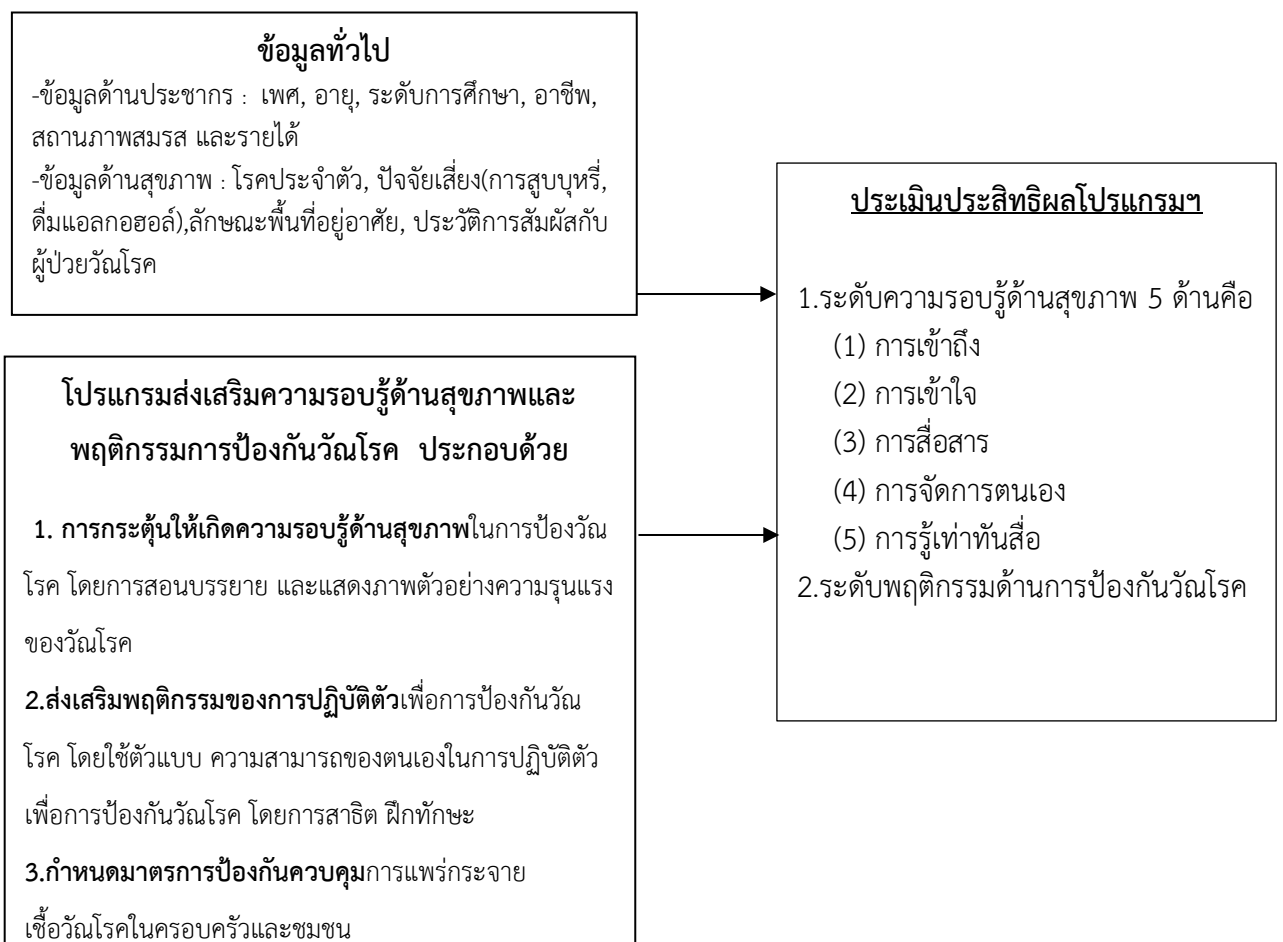 ข้อมูลทั่วไป
-ข้อมูลด้านประชากร : เพศ, อายุ, ระดับการศึกษา, อาชีพ,
สถานภาพสมรส และรายได้
-ข้อมูลด้านสุขภาพ : โรคประจำตัว, ปัจจัยเสี่ยง(การสูบบุหรี่,
ดื่มแอลกอฮอล์),ลักษณะพื้นที่อยู่อาศัย, ประวัติการสัมผัสกับ
ผู้ป่วยวัณโรค
โปรแกรมส่งเสริมความรอบรู้ด้านสุขภาพและ
พฤติกรรมการป้องกันวัณโรค ประกอบด้วย
1. การกระตุ้นให้เกิดความรอบรู้ด้านสุขภาพในการป้องวัณ
โรค โดยการสอนบรรยาย และแสดงภาพตัวอย่างความรุนแรง
ของวัณโรค
2.ส่งเสริมพฤติกรรมของการปฏิบัติตัวเพื่อการป้องกันวัณ
โรค โดยใช้ตัวแบบ ความสามารถของตนเองในการปฏิบัติตัว
เพื่อการป้องกันวัณโรค โดยการสาธิต ฝึกทักษะ
3.กำหนดมาตรการป้องกันควบคุมการแพร่กระจาย
เชื้อวัณโรคในครอบครัวและชุมชน
ประเมินประสิทธิผลโปรแกรมฯ
1.ระดับความรอบรู้ด้านสุขภาพ 5 ด้านคือ
(1) การเข้าถึง
(2) การเข้าใจ
(3) การสื่อสาร
(4) การจัดการตนเอง
(5) การรู้เท่าทันสื่อ
2.ระดับพฤติกรรมด้านการป้องกันวัณโรค